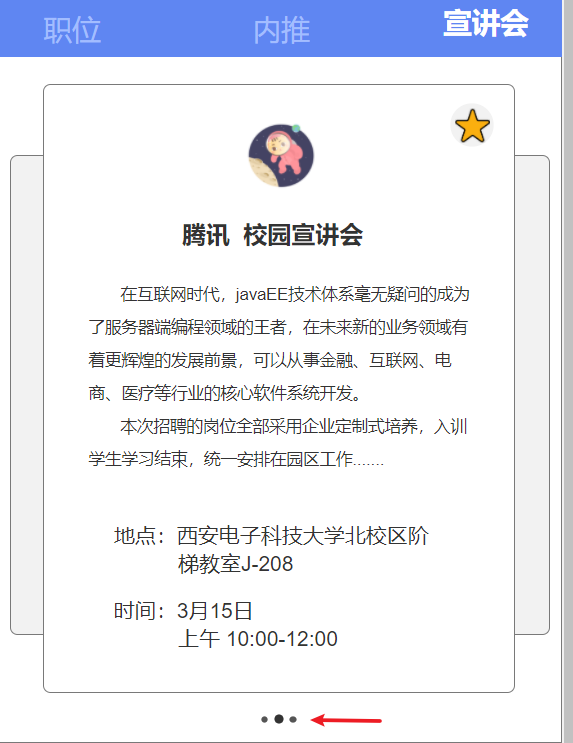 职位 内推 宣讲会
腾讯 校园宣讲会
在互联网时代，javaEE技术体系毫无疑问的成为
了服务器端编程领域的王者，在未来新的业务领域有
着更辉煌的发展前景，可以从事金融、互联网、电
商、医疗等行业的核心软件系统开发。
本次招聘的岗位全部采用企业定制式培养，入训
学生学习结束，统一安排在园区工作.......
地点：西安电子科技大学北校区阶
梯教室J-208
时间：3月15日
上午 10:00-12:00